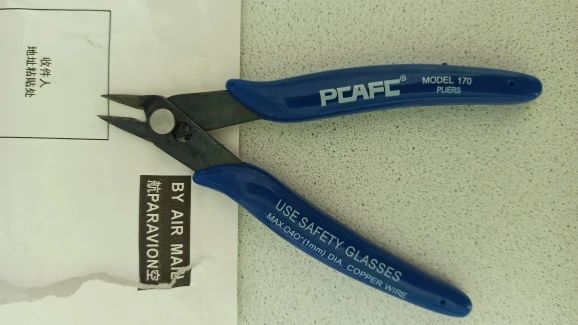 收件人
地址粘贴处
PCAFC®
MODEL 170
PLIERS
USE SAFETY GLASSES
MAX.O4O"(1mm) DIA. COPPER WIRE
BY AIR MAIL
航PARAVION空